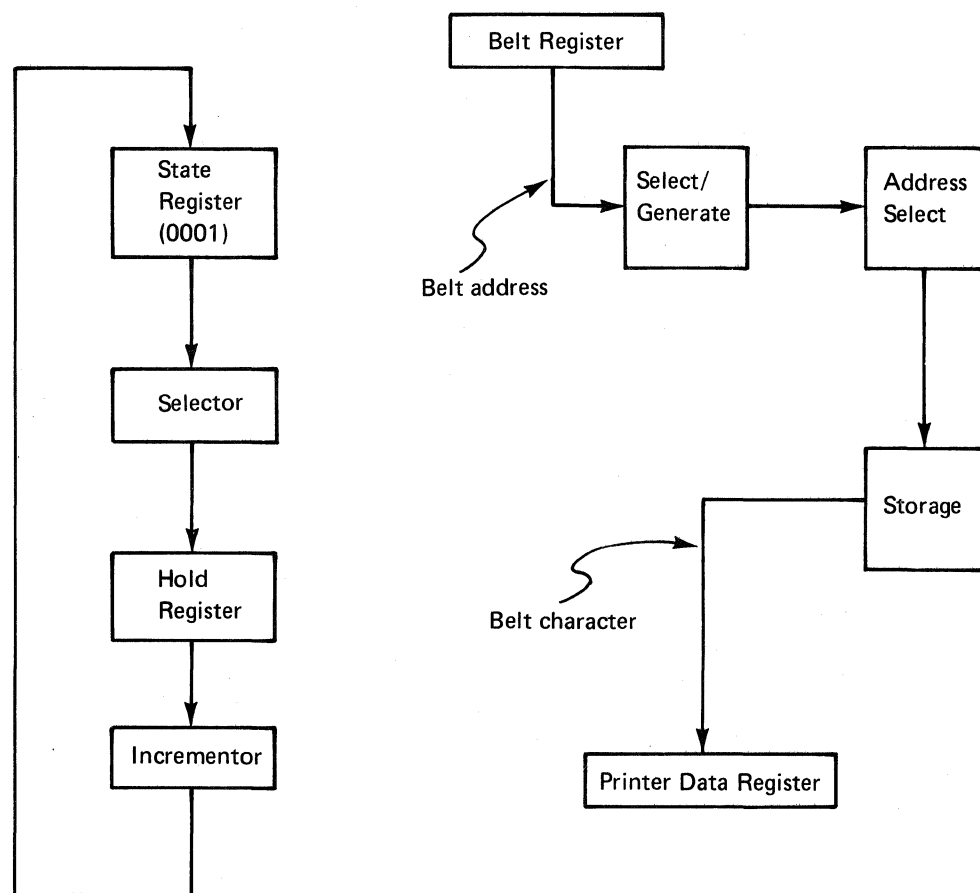 Belt Register
State
Register
(0001)
Select/
Generate
Address
Select
Belt address
Selector
Storage
Hold
Register
Belt character
Incrementor
Printer Data Register